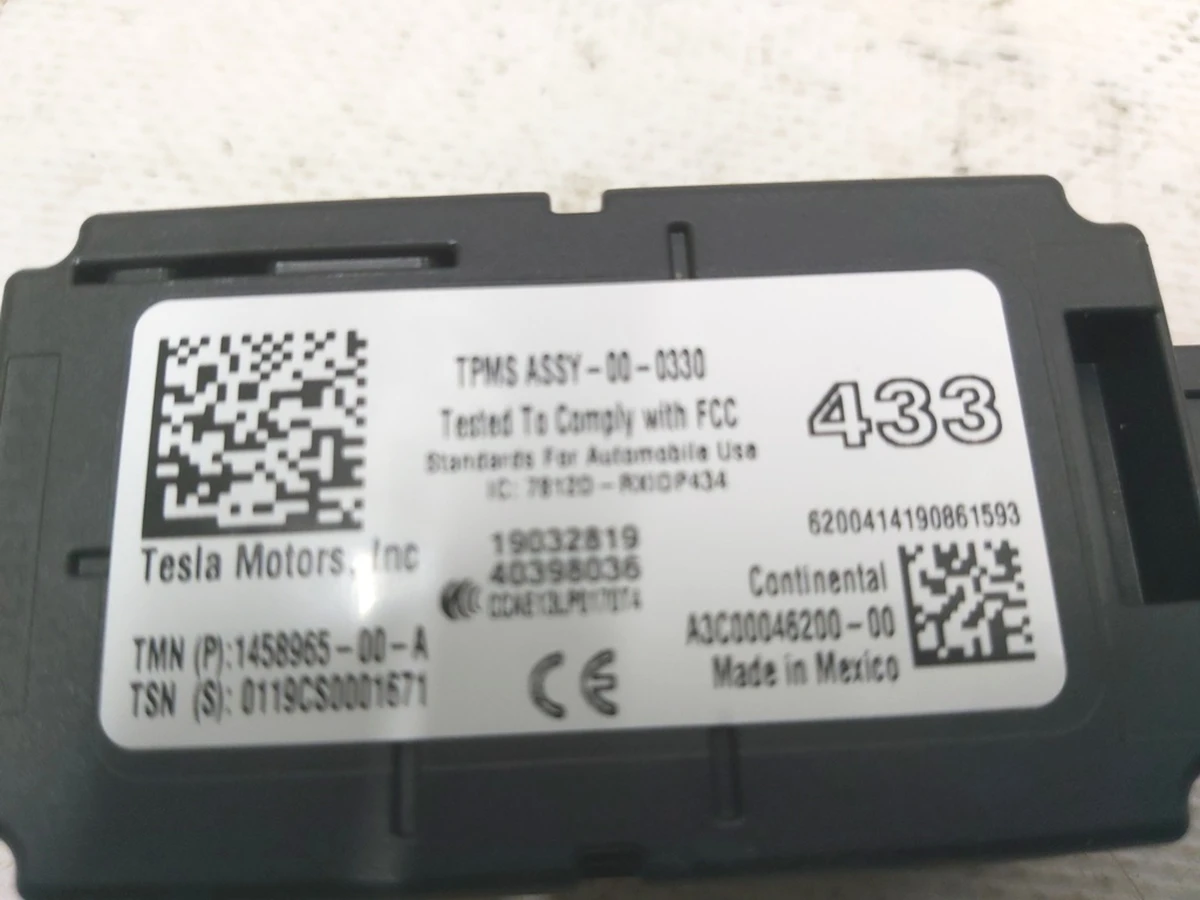 TPMS ASSY-00-0330
Tested To Comply with FCC
Standards For Automobile Use
433
6200414190861593
Tesla Motors, Inc
19032819
40398036
TMN (P):1458965-00-A
TSN (S): 0119CS0001671
CE
Continental
A3C00046200-00
Made in Mexico